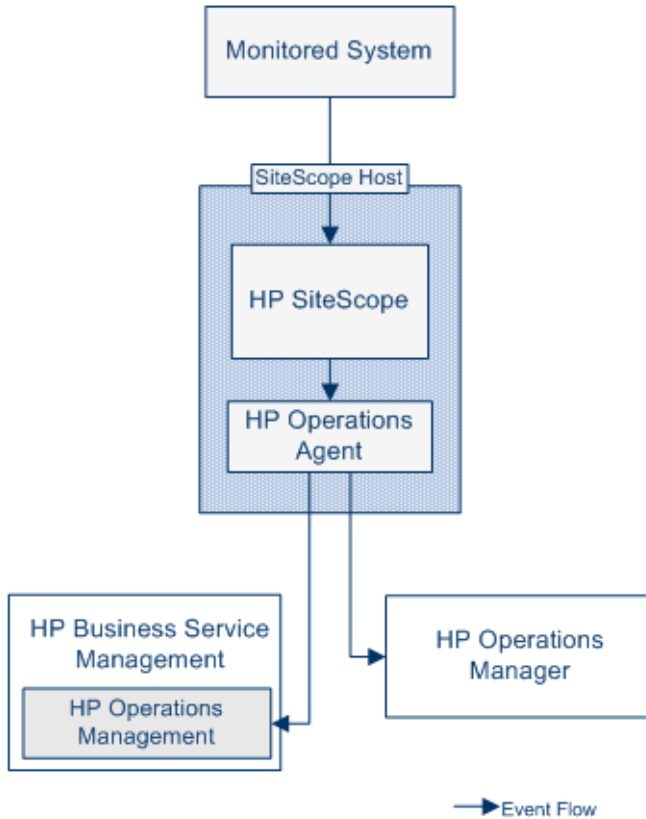 Monitored System
SiteScope Host
HP SiteScope
HP Operations
Agent
HP Business Service
Management
HP Operations
Management
HP Operations
Manager
Event Flow